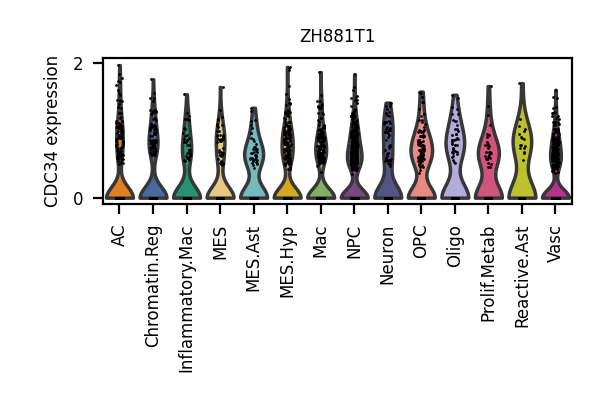 ZH881T1
CDC34 expression
2
0
AC
Chromatin.Reg
Inflammatory.Mac
MES
MES.Ast
MES.Hyp
Mac
NPC
Neuron
OPC
Oligo
Prolif.Metab
Reactive.Ast
Vasc